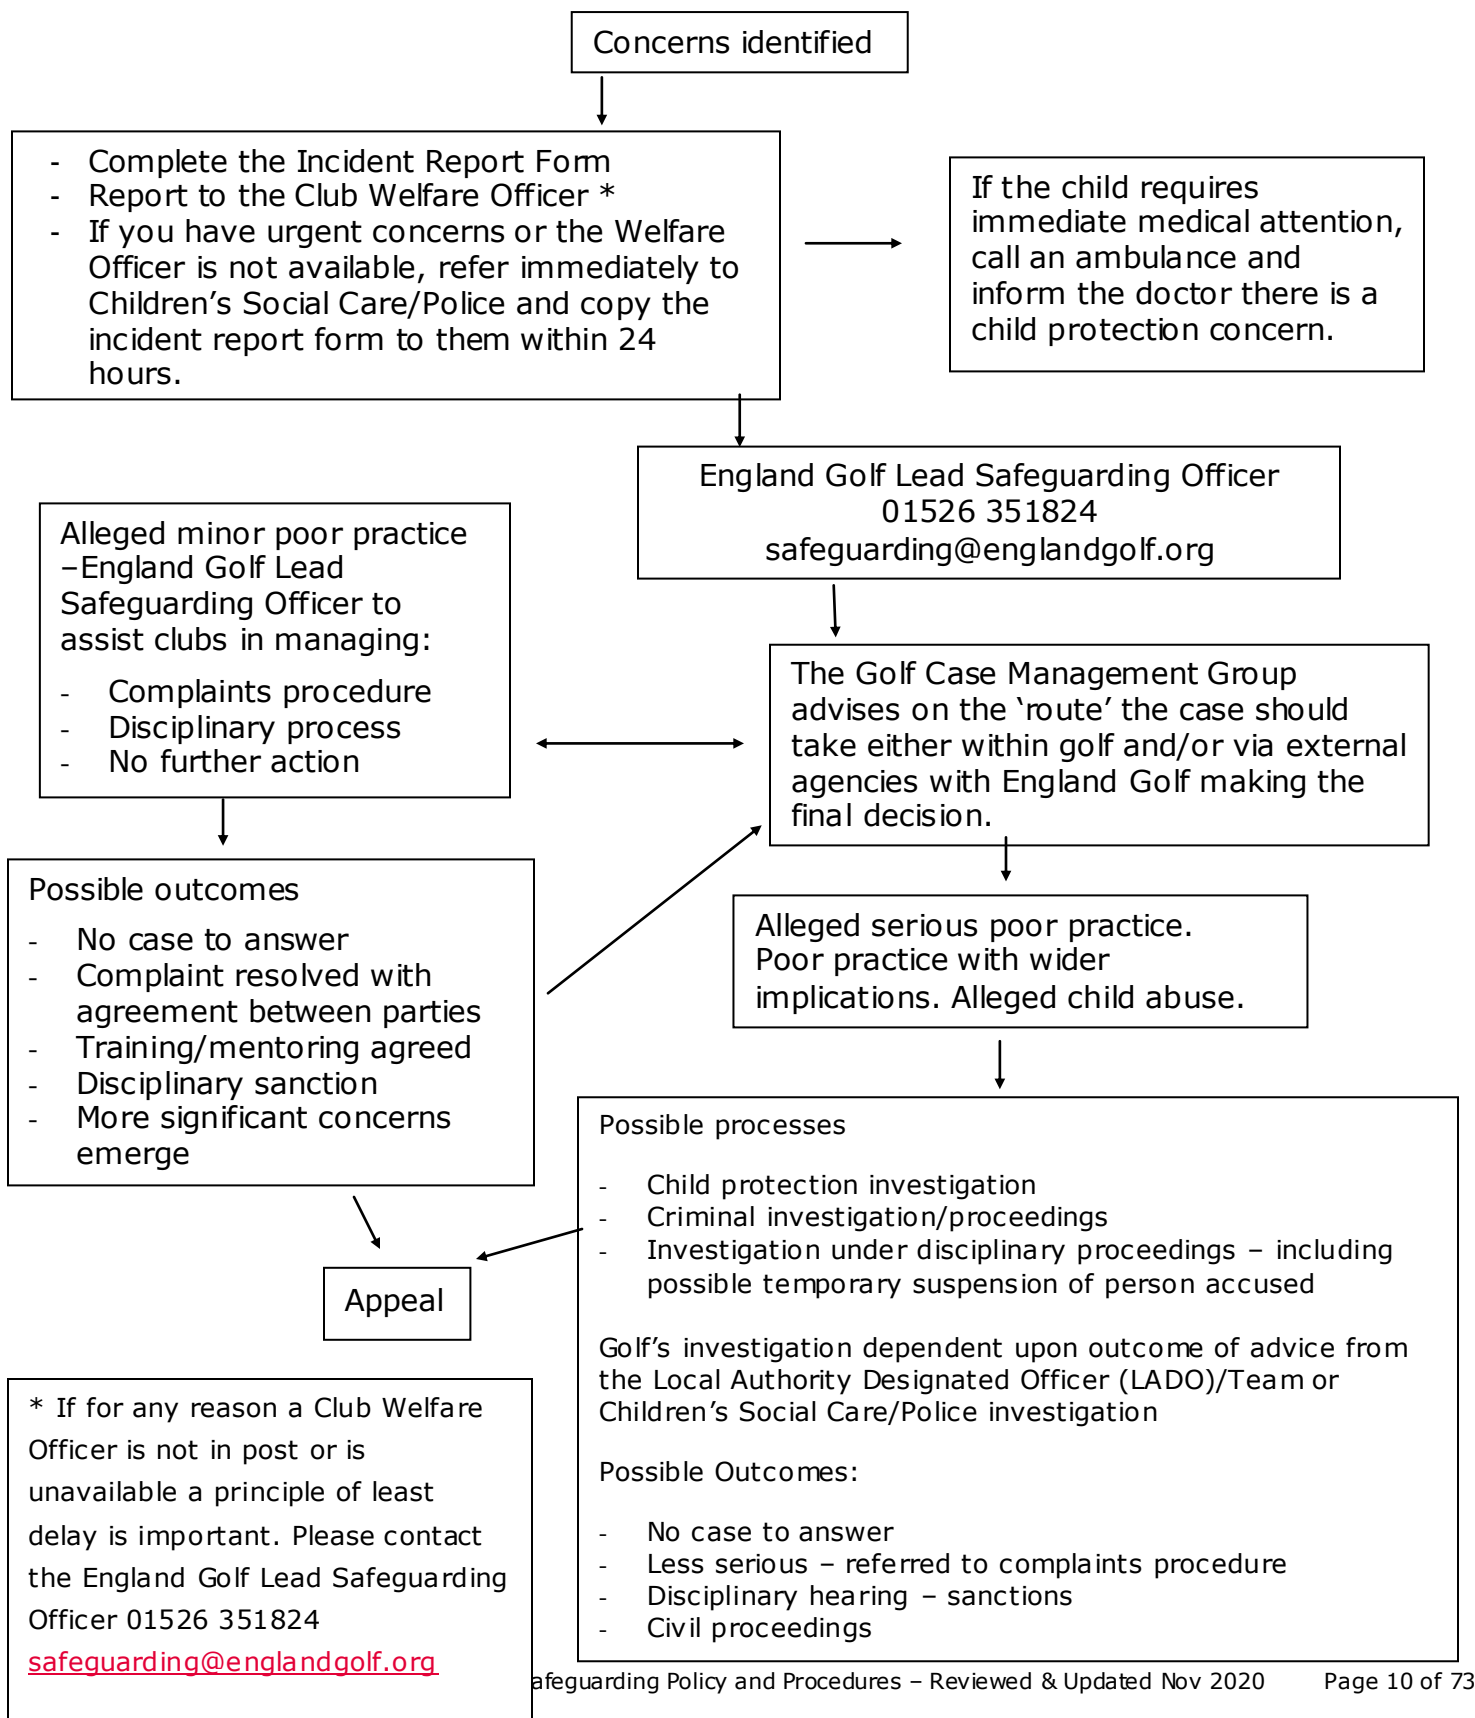 Concerns identified
- Complete the Incident Report Form
- Report to the Club Welfare Officer *
- If you have urgent concerns or the Welfare
Officer is not available, refer immediately to
Children’s Social Care/Police and copy the
incident report form to them within 24
hours.
If the child requires
immediate medical attention,
call an ambulance and
inform the doctor there is a
child protection concern.
England Golf Lead Safeguarding Officer
01526 351824
safeguarding@englandgolf.org
Alleged minor poor practice
–England Golf Lead
Safeguarding Officer to
assist clubs in managing:
- Complaints procedure
- Disciplinary process
- No further action
The Golf Case Management Group
advises on the ‘route’ the case should
take either within golf and/or via external
agencies with England Golf making the
final decision.
Possible outcomes
- No case to answer
- Complaint resolved with
agreement between parties
- Training/mentoring agreed
- Disciplinary sanction
- More significant concerns
emerge
Alleged serious poor practice.
Poor practice with wider
implications. Alleged child abuse.
Possible processes
- Child protection investigation
- Criminal investigation/proceedings
- Investigation under disciplinary proceedings – including
possible temporary suspension of person accused
Golf’s investigation dependent upon outcome of advice from
the Local Authority Designated Officer (LADO)/Team or
Children’s Social Care/Police investigation
Possible Outcomes:
- No case to answer
- Less serious – referred to complaints procedure
- Disciplinary hearing – sanctions
- Civil proceedings
Appeal
* If for any reason a Club Welfare
Officer is not in post or is
unavailable a principle of least
delay is important. Please contact
the England Golf Lead Safeguarding
Officer 01526 351824
safeguarding@englandgolf.org
afeguarding Policy and Procedures – Reviewed & Updated Nov 2020 Page 10 of 73